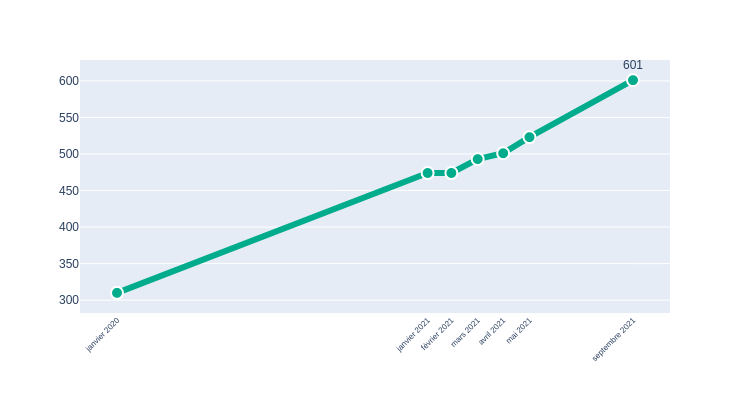 601
600
550
500
450
400
350
300
janvier 2020
janvier 2021
février 2021
mars 2021
avril 2021
mai 2021
septembre 2021